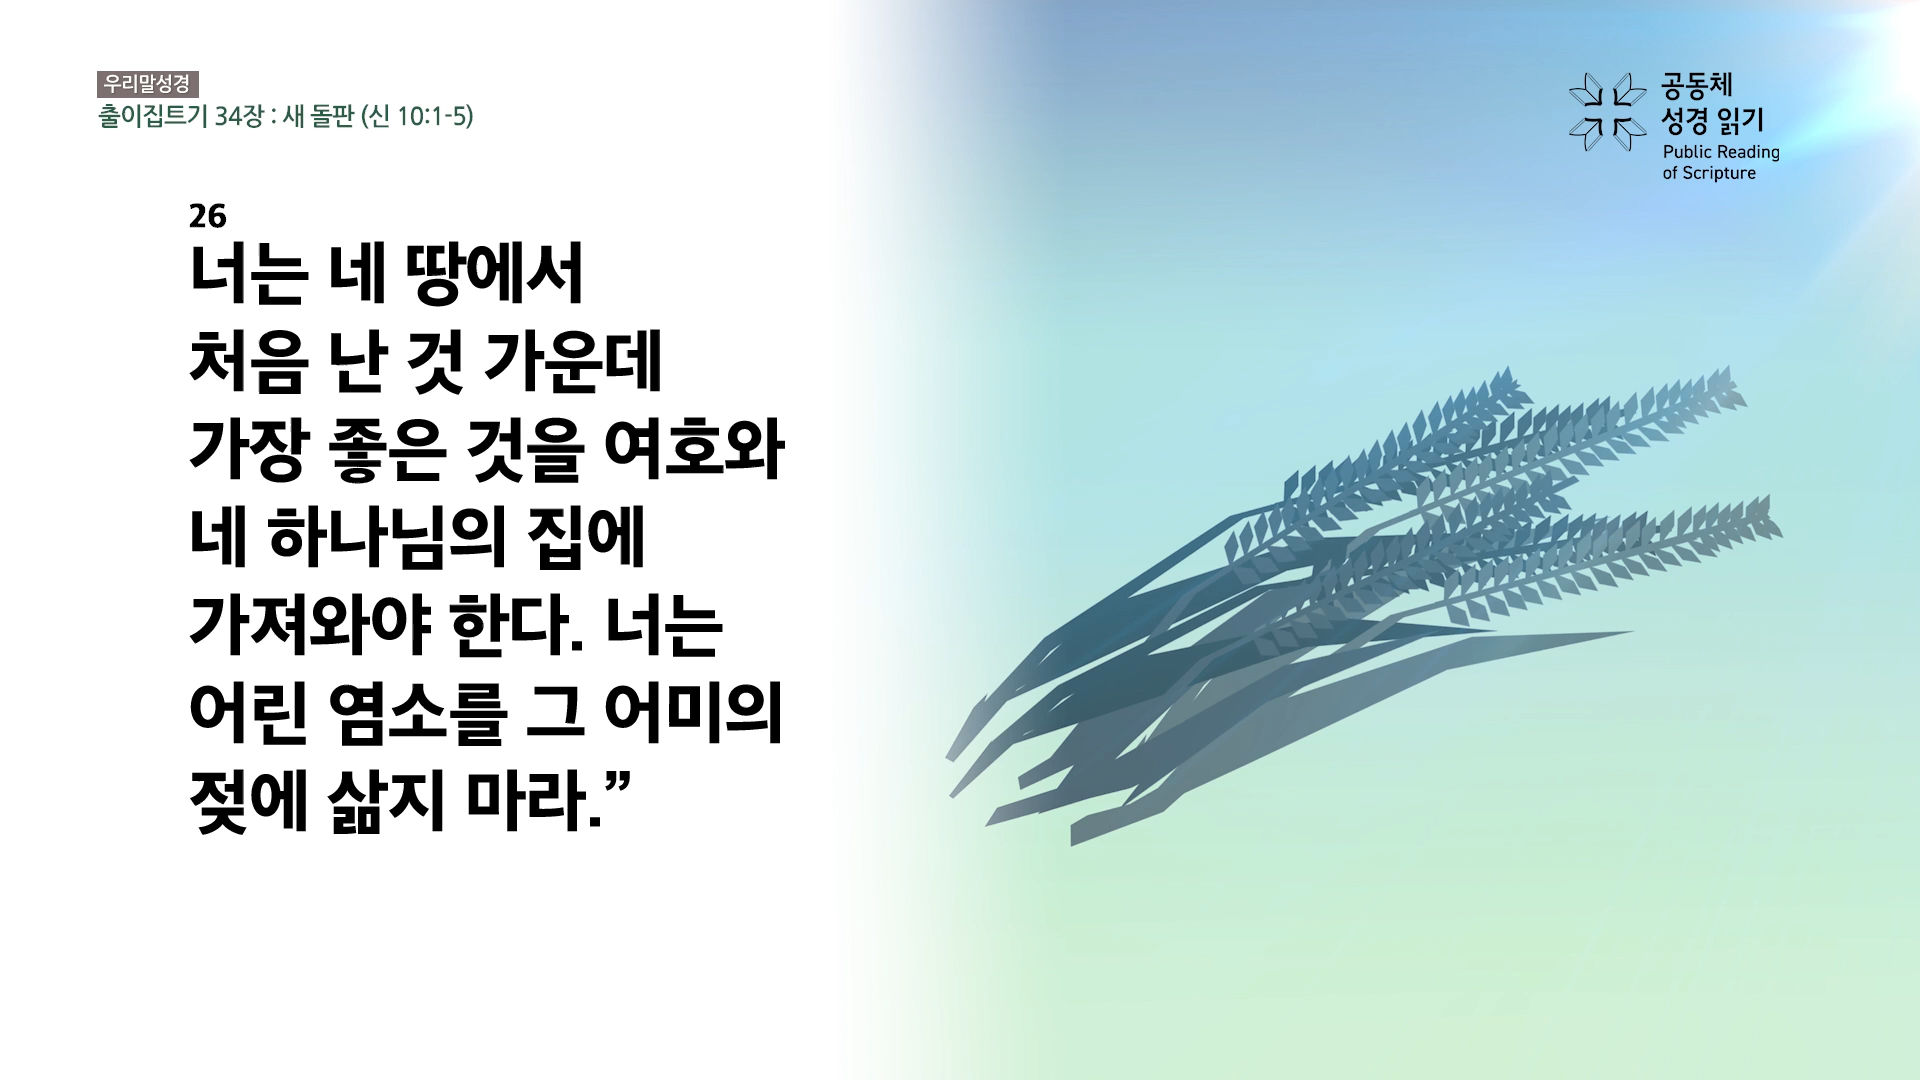 우리말성경
출이집트기 34장 : 새 돌판 (신 10:1-5)
공동체
성경 읽기
Public Reading
of Scripture
26
너는 네 땅에서
처음 난 것 가운데
가장 좋은 것을 여호와
네 하나님의 집에
가져와야 한다. 너는
어린 염소를 그 어미의
젖에 삶지 마라.”